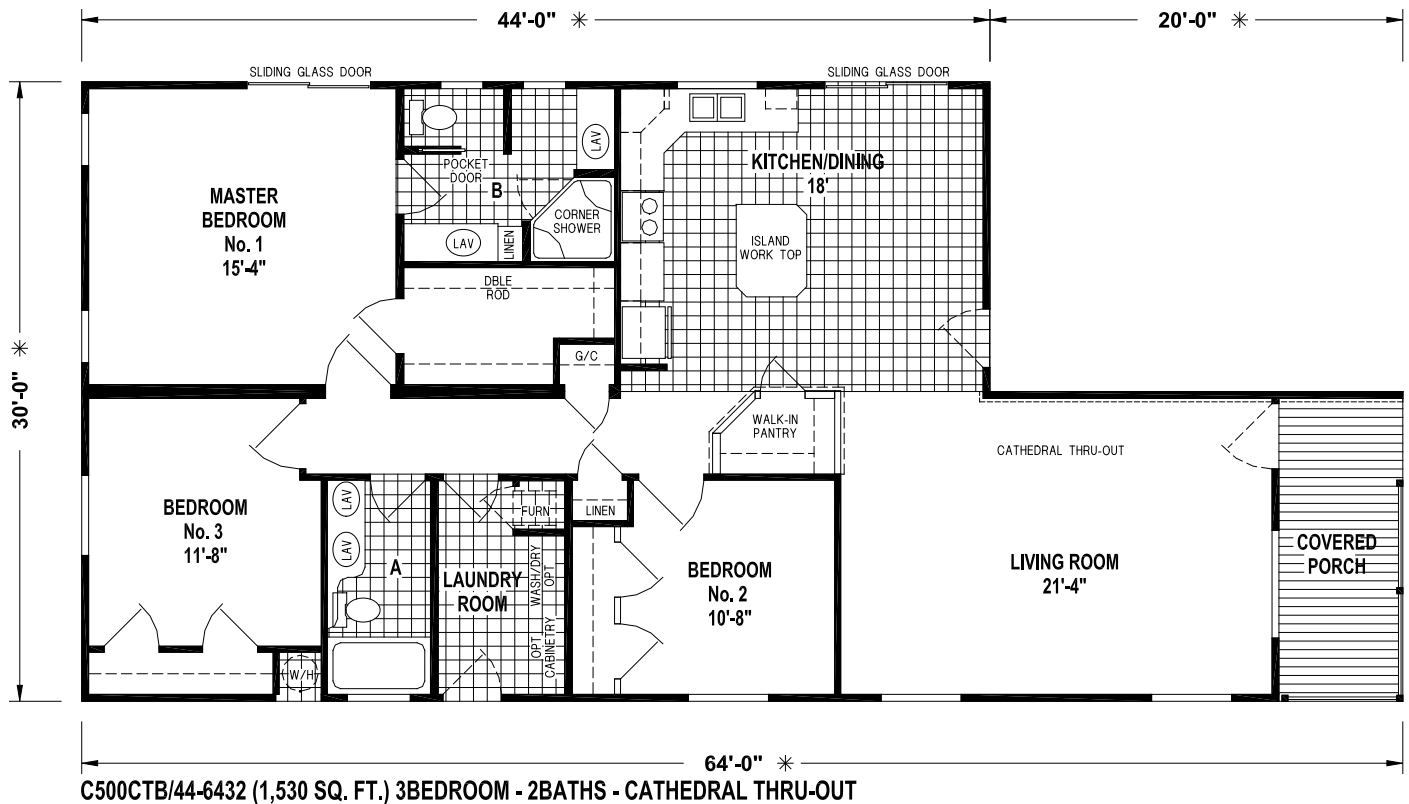 44'-0" ✳
20'-0" ✳
SLIDING GLASS DOOR
SLIDING GLASS DOOR
30'-0" ✳
MASTER
BEDROOM
No. 1
15'-4"
POCKET
DOOR
B
LAV
CORNER
SHOWER
LAV
LINEN
DBLE
ROD
G/C
KITCHEN/DINING
18'
ISLAND
WORK TOP
WALK-IN
PANTRY
CATHEDRAL THRU-OUT
BEDROOM
No. 3
11'-8"
LAV
LAV
A
W/H
LAUNDRY
ROOM
FURN
WASH/DRY
OPT
OPT
CABINETRY
LINEN
BEDROOM
No. 2
10'-8"
LIVING ROOM
21'-4"
COVERED
PORCH
64'-0" ✳
C500CTB/44-6432 (1,530 SQ. FT.) 3BEDROOM - 2BATHS - CATHEDRAL THRU-OUT